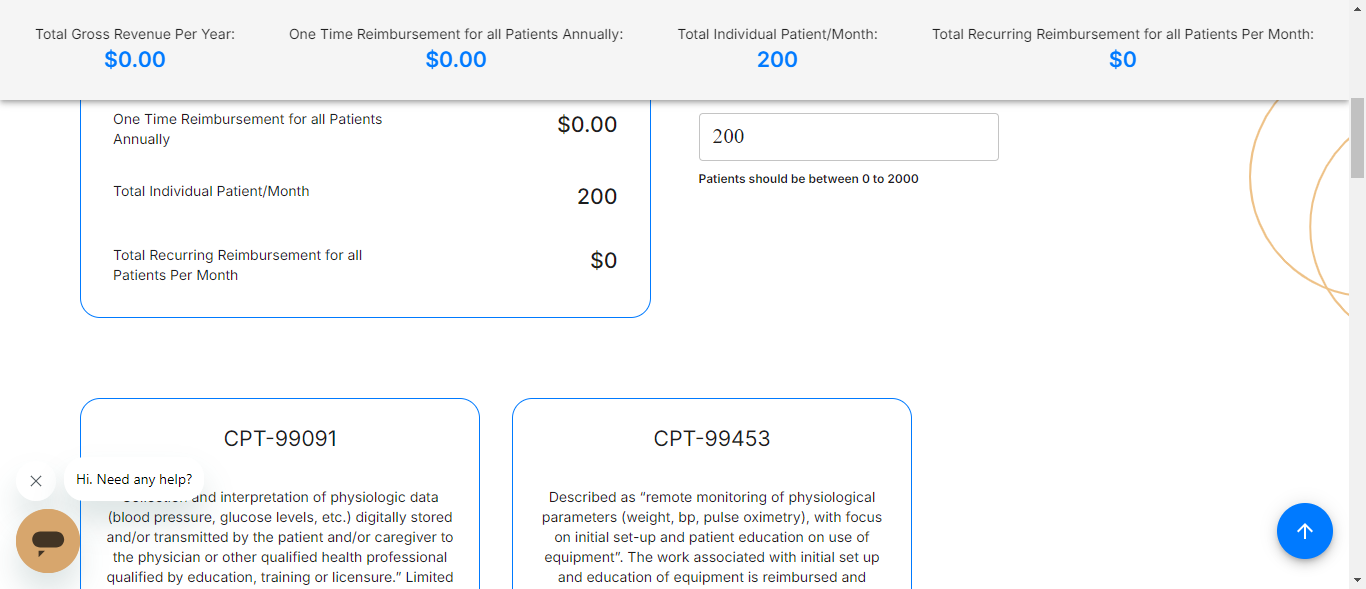 Total Gross Revenue Per Year:
$0.00
One Time Reimbursement for all Patients Annually:
$0.00
Total Individual Patient/Month:
200
Total Recurring Reimbursement for all Patients Per Month:
$0
One Time Reimbursement for all Patients
Annually
$0.00
Total Individual Patient/Month
200
Total Recurring Reimbursement for all
Patients Per Month
$0
200
Patients should be between 0 to 2000
CPT-99091
and interpretation of physiologic data
(blood pressure, glucose levels, etc.) digitally stored
and/or transmitted by the patient and/or caregiver to
the physician or other qualified health professional
qualified by education, training or licensure.” Limited
CPT-99453
Described as “remote monitoring of physiological
parameters (weight, bp, pulse oximetry), with focus
on initial set-up and patient education on use of
equipment”. The work associated with initial set up
and education of equipment is reimbursed and
Hi. Need any help?